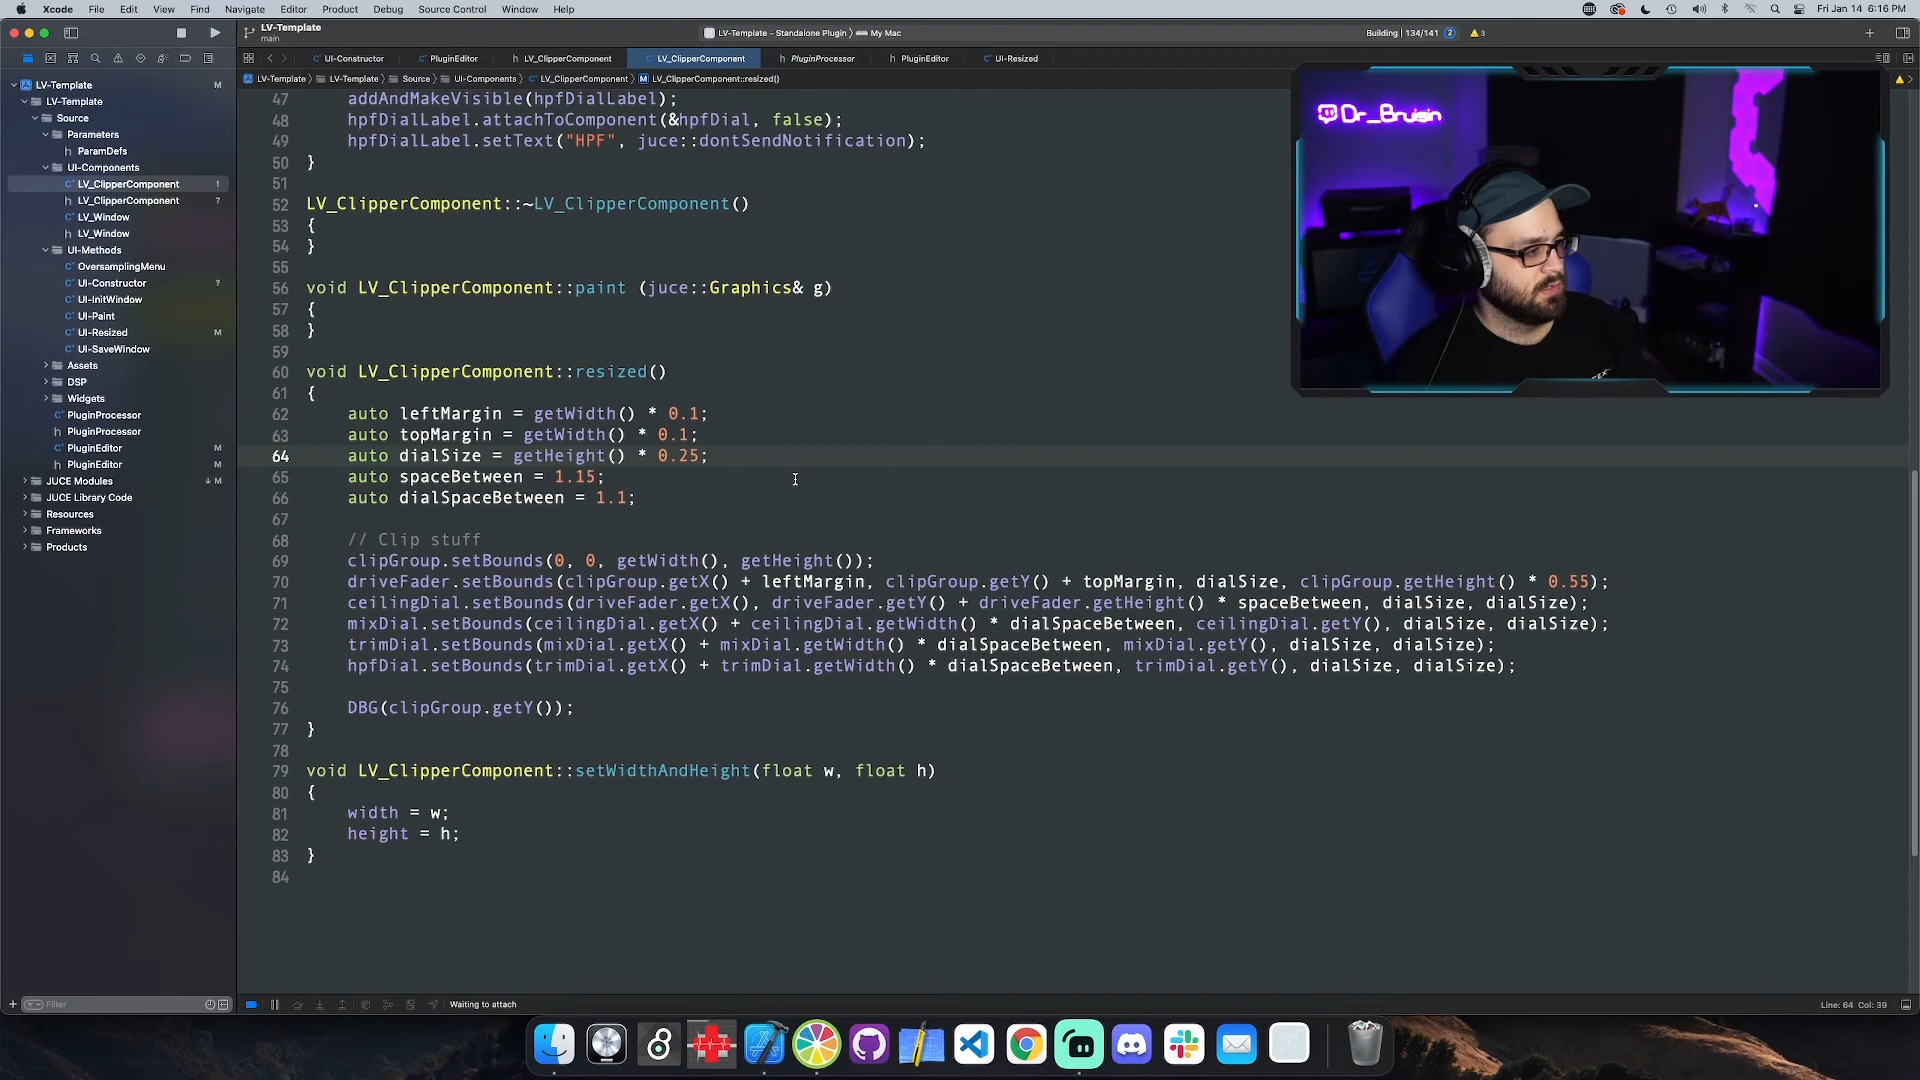 Xcode File Edit View Find Navigate Editor Product Debug Source Control Window Help
Fri Jan 14 6:16 PM
LV-Template
main
LV-Template - Standalone Plugin 〉 My Mac
Building | 134/141 2 3
UI-Constructor PluginEditor LV_ClipperComponent LV_ClipperComponent PluginProcessor PluginEditor UI-Resized
LV-Template 〉 LV-Template 〉 Source 〉 UI-Components 〉 LV_ClipperComponent 〉 M LV_ClipperComponent::resized()
LV-Template M
LV-Template
Source
Parameters
ParamDefs
UI-Components
LV_ClipperComponent !
LV_ClipperComponent ?
LV_Window
LV_Window
UI-Methods
OversamplingMenu
UI-Constructor ?
UI-InitWindow
UI-Paint
UI-Resized M
UI-SaveWindow
Assets
DSP
Widgets
PluginProcessor
PluginProcessor
PluginEditor M
PluginEditor M
JUCE Modules M
JUCE Library Code
Resources
Frameworks
Products
Filter
47 addAndMakeVisible(hpfDialLabel);
48 hpfDialLabel.attachToComponent(&hpfDial, false);
49 hpfDialLabel.setText("HPF", juce::dontSendNotification);
50 }
51
52 LV_ClipperComponent::~LV_ClipperComponent()
53 {
54 }
55
56 void LV_ClipperComponent::paint (juce::Graphics& g)
57 {
58 }
59
60 void LV_ClipperComponent::resized()
61 {
62 auto leftMargin = getWidth() * 0.1;
63 auto topMargin = getWidth() * 0.1;
64 auto dialSize = getHeight() * 0.25;
65 auto spaceBetween = 1.15;
66 auto dialSpaceBetween = 1.1;
67
68 // Clip stuff
69 clipGroup.setBounds(0, 0, getWidth(), getHeight());
70 driveFader.setBounds(clipGroup.getX() + leftMargin, clipGroup.getY() + topMargin, dialSize, clipGroup.getHeight() * 0.55);
71 ceilingDial.setBounds(driveFader.getX(), driveFader.getY() + driveFader.getHeight() * spaceBetween, dialSize, dialSize);
72 mixDial.setBounds(ceilingDial.getX() + ceilingDial.getWidth() * dialSpaceBetween, ceilingDial.getY(), dialSize, dialSize);
73 trimDial.setBounds(mixDial.getX() + mixDial.getWidth() * dialSpaceBetween, mixDial.getY(), dialSize, dialSize);
74 hpfDial.setBounds(trimDial.getX() + trimDial.getWidth() * dialSpaceBetween, trimDial.getY(), dialSize, dialSize);
75
76 DBG(clipGroup.getY());
77 }
78
79 void LV_ClipperComponent::setWidthAndHeight(float w, float h)
80 {
81 width = w;
82 height = h;
83 }
84
Dr_Bruisin
Waiting to attach
Line: 64 Col: 39